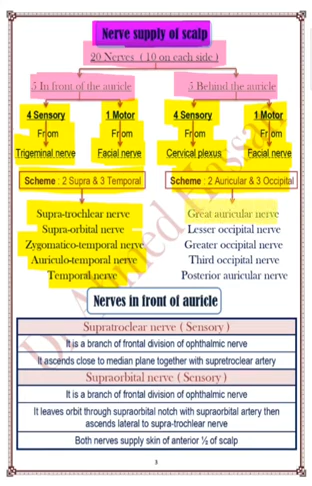 Nerve supply of scalp
20 Nerves ( 10 on each side )
5 In front of the auricle
5 Behind the auricle
4 Sensory
From
Trigeminal nerve
1 Motor
From
Facial nerve
4 Sensory
From
Cervical plexus
1 Motor
From
Facial nerve
Scheme : 2 Supra & 3 Temporal
Scheme : 2 Auricular & 3 Occipital
Supra-trochlear nerve
Supra-orbital nerve
Zygomatico-temporal nerve
Auriculo-temporal nerve
Temporal nerve
Great auricular nerve
Lesser occipital nerve
Greater occipital nerve
Third occipital nerve
Posterior auricular nerve
Dr. Ahmed Hassan
Nerves in front of auricle
Supratroclear nerve ( Sensory )
It is a branch of frontal division of ophthalmic nerve
It ascends close to median plane together with supretroclear artery
Supraorbital nerve ( Sensory )
It is a branch of frontal division of ophthalmic nerve
It leaves orbit through supraorbital notch with supraorbital artery then
ascends lateral to supra-trochlear nerve
Both nerves supply skin of anterior ½ of scalp
3